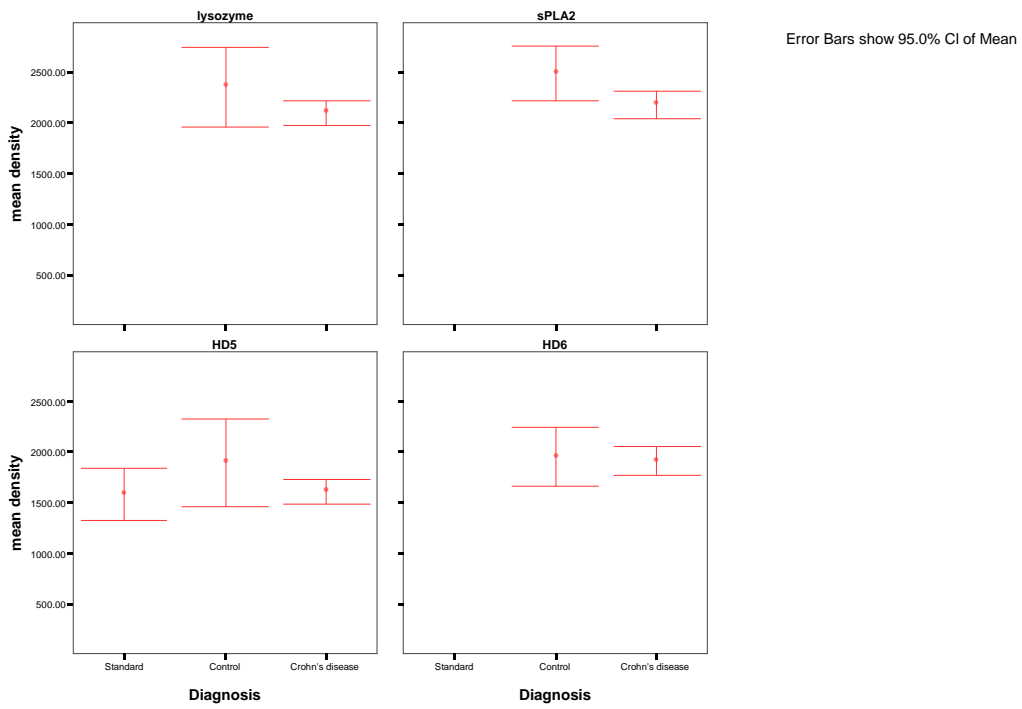 lysozyme
sPLA2
Error Bars show 95.0% CI of Mean
mean density
2500.00
2000.00
1500.00
1000.00
500.00
HD5
HD6
mean density
2500.00
2000.00
1500.00
1000.00
500.00
Standard
Control
Crohn's disease
Standard
Control
Crohn's disease
Diagnosis
Diagnosis